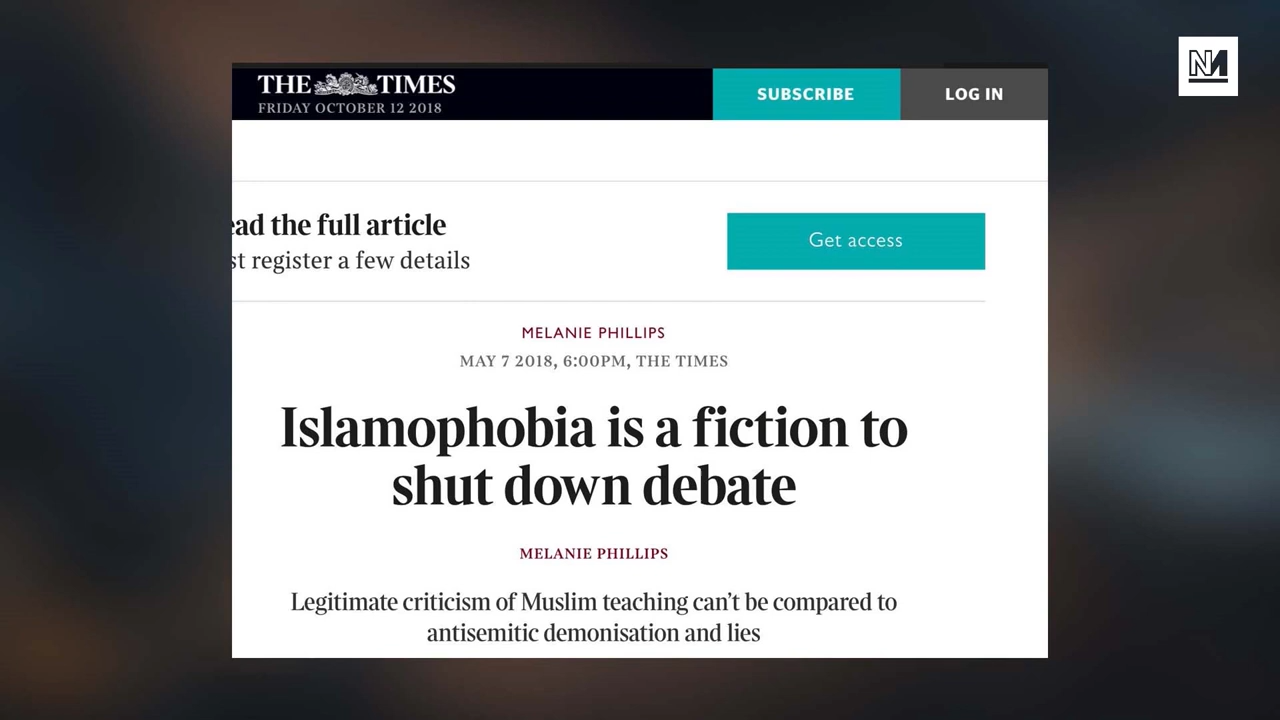 THE TIMES
FRIDAY OCTOBER 12 2018
SUBSCRIBE
LOG IN
ead the full article
st register a few details
Get access
MELANIE PHILLIPS
MAY 7 2018, 6:00PM, THE TIMES
Islamophobia is a fiction to
shut down debate
MELANIE PHILLIPS
Legitimate criticism of Muslim teaching can't be compared to
antisemitic demonisation and lies
NM